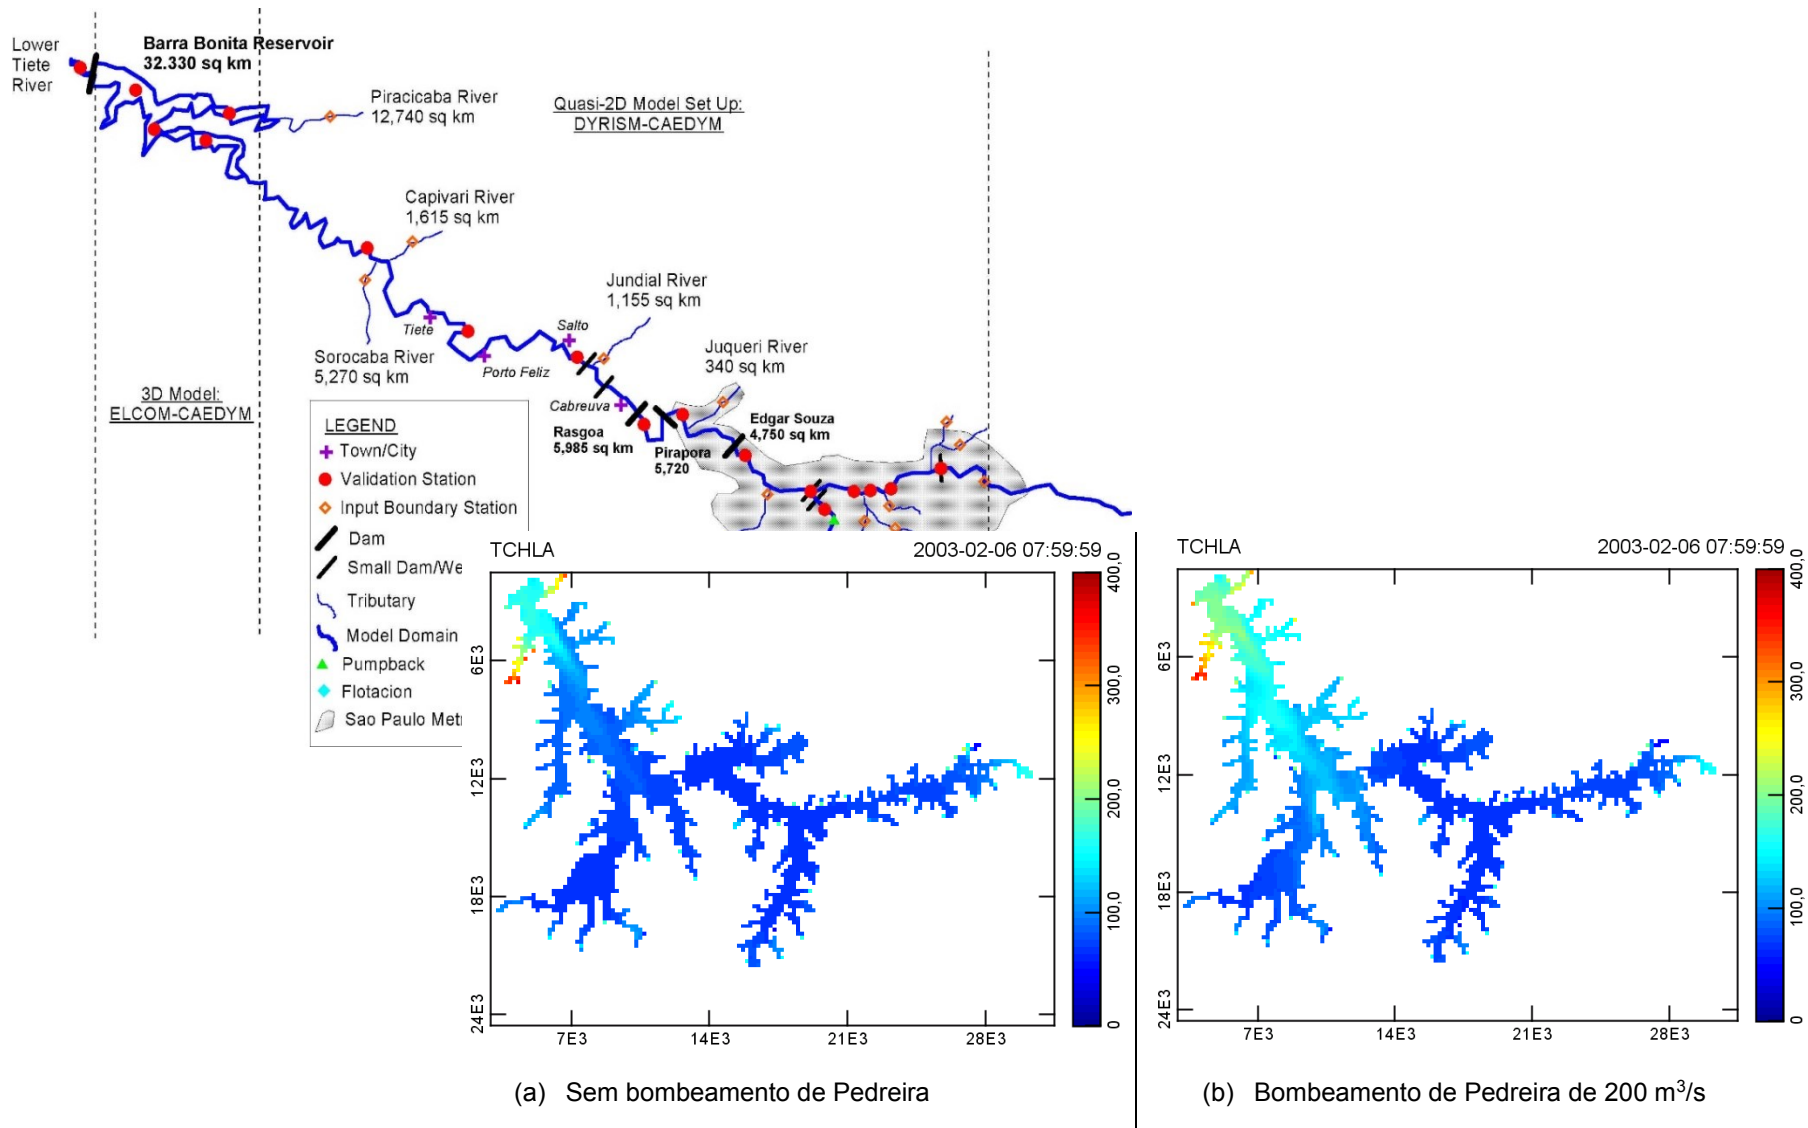 Lower
Tiete
River
Barra Bonita Reservoir
32.330 sq km
Piracicaba River
12,740 sq km
Quasi-2D Model Set Up:
DYRISM-CAEDYM
Capivari River
1,615 sq km
Jundial River
1,155 sq km
Salto
Tiete
Porto Feliz
Sorocaba River
5,270 sq km
Juqueri River
340 sq km
3D Model:
ELCOM-CAEDYM
Cabreuva
Rasgoa
5,985 sq km
Pirapora
5,720
Edgar Souza
4,750 sq km
LEGEND
Town/City
Validation Station
Input Boundary Station
Dam
Small Dam/We
Tributary
Model Domain
Pumpback
Flotacion
Sao Paulo Met
TCHLA
2003-02-06 07:59:59
6E3
12E3
18E3
24E3
7E3
14E3
21E3
28E3
400,0
300,0
200,0
100,0
0
(a) Sem bombeamento de Pedreira
TCHLA
2003-02-06 07:59:59
6E3
12E3
18E3
24E3
7E3
14E3
21E3
28E3
400,0
300,0
200,0
100,0
0
(b) Bombeamento de Pedreira de 200 m³/s